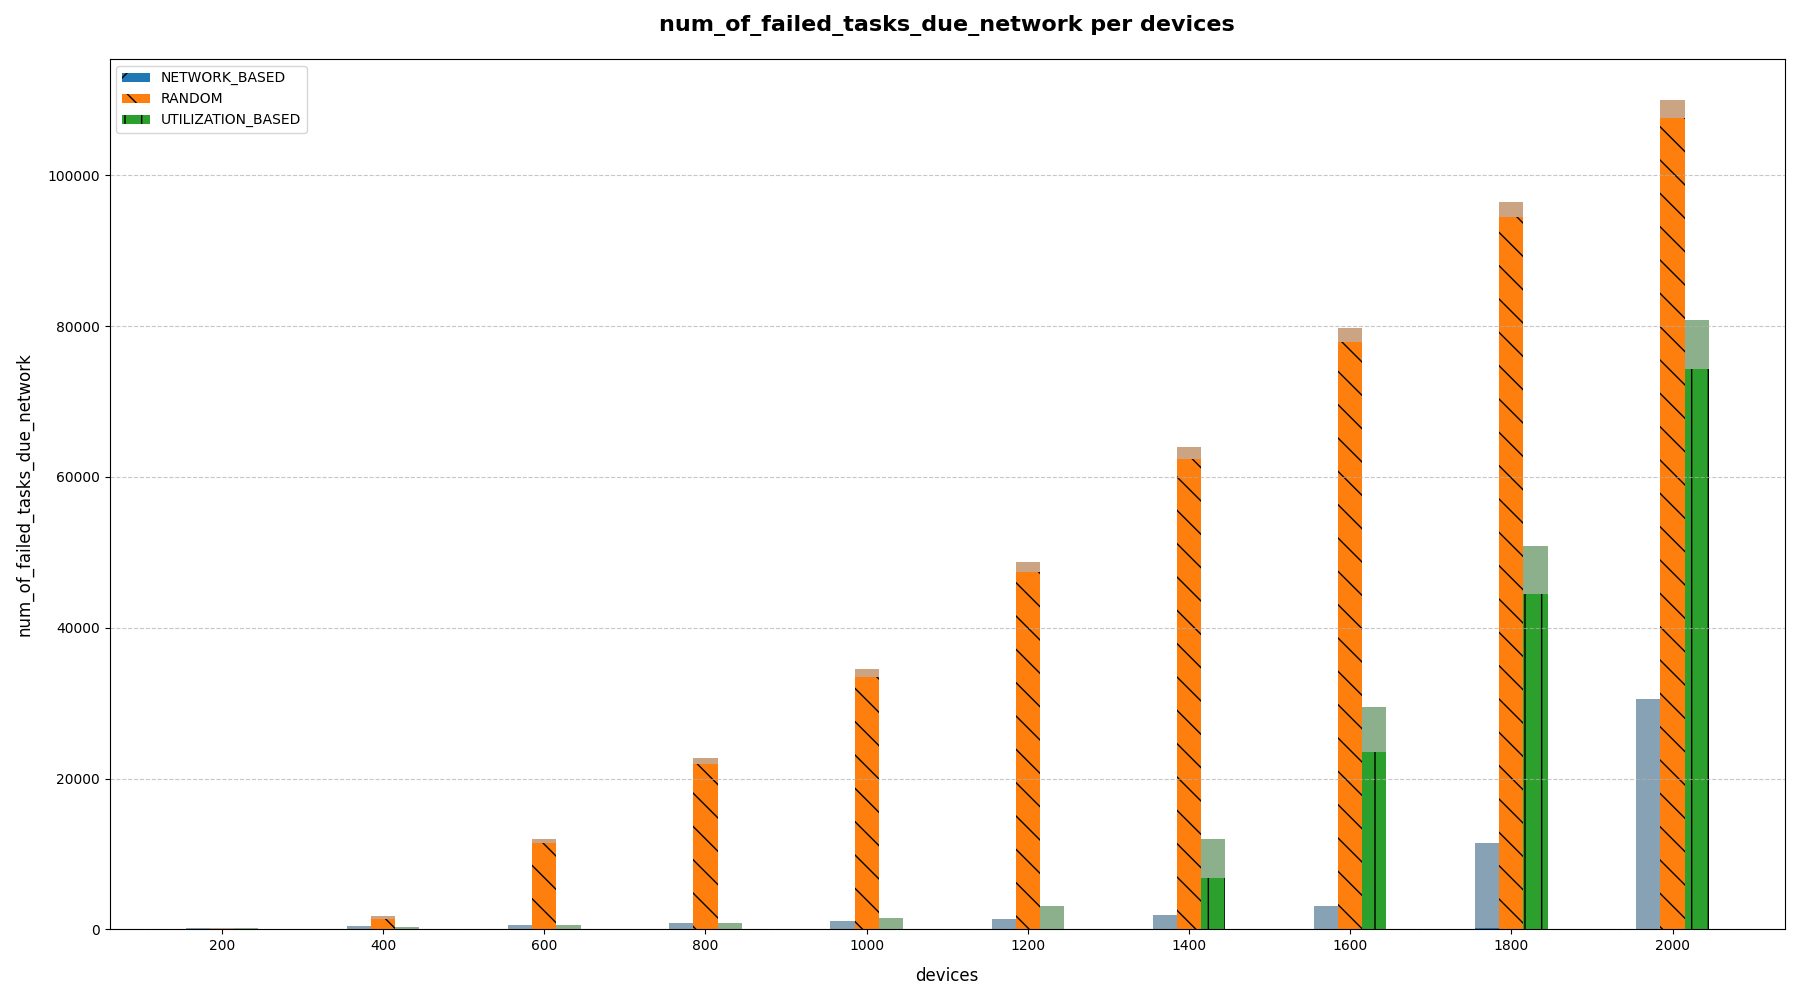 num_of_failed_tasks_due_network per devices
NETWORK_BASED
RANDOM
UTILIZATION_BASED
100000
80000
60000
40000
20000
0
num_of_failed_tasks_due_network
200 400 600 800 1000 1200 1400 1600 1800 2000
devices